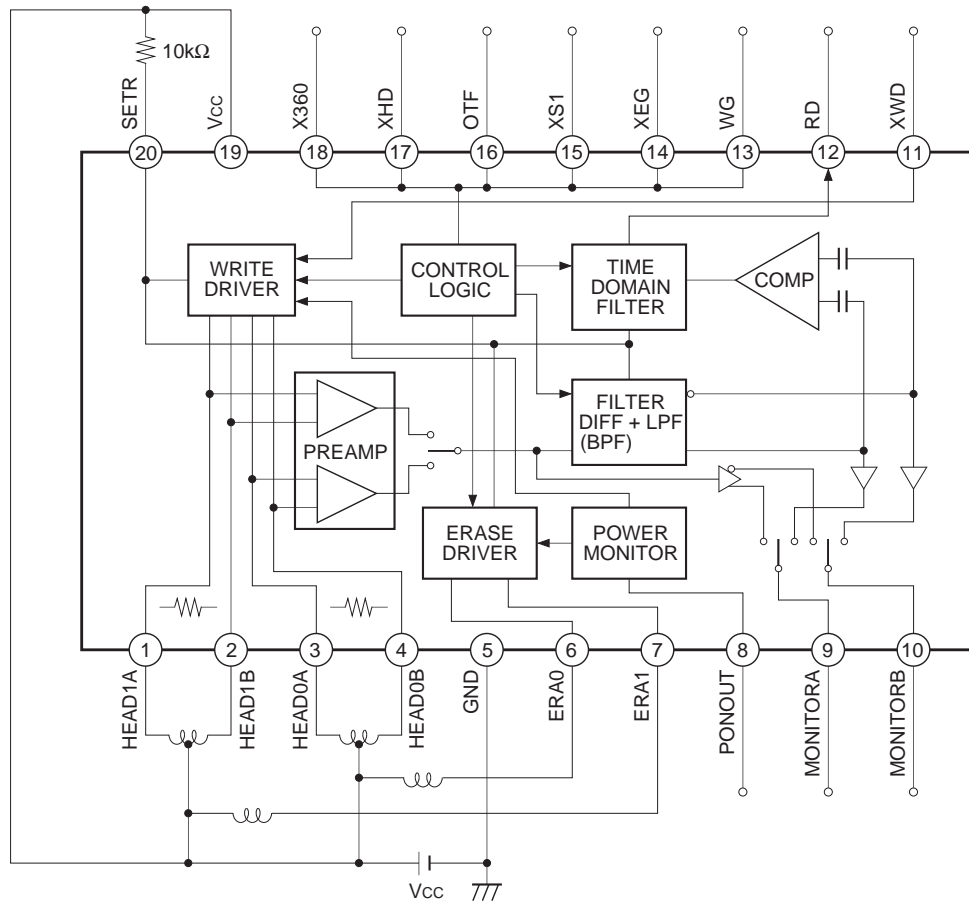 10kΩ
SETR
VCC
X360
XHD
OTF
XS1
XEG
WG
RD
XWD
20
19
18
17
16
15
14
13
12
11
WRITE
DRIVER
CONTROL
LOGIC
TIME
DOMAIN
FILTER
COMP
PREAMP
FILTER
DIFF + LPF
(BPF)
ERASE
DRIVER
POWER
MONITOR
1
2
3
4
5
6
7
8
9
10
HEAD1A
HEAD1B
HEAD0A
HEAD0B
GND
ERA0
ERA1
PONOUT
MONITORA
MONITORB
VCC